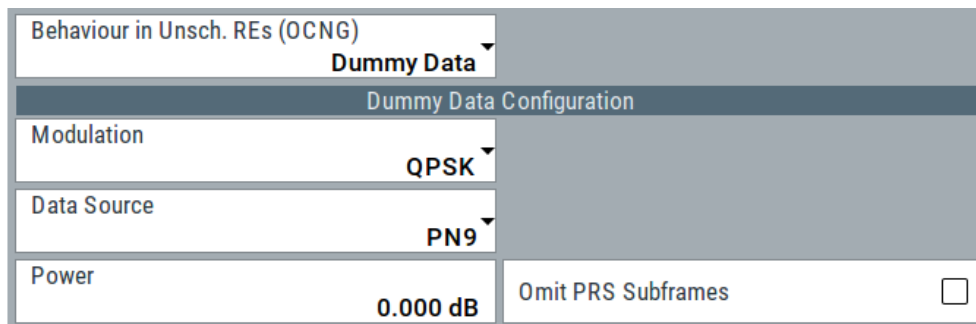 Behaviour in Unsch. REs (OCNG)
Dummy Data
Dummy Data Configuration
Modulation
QPSK
Data Source
PN9
Power
0.000 dB
Omit PRS Subframes